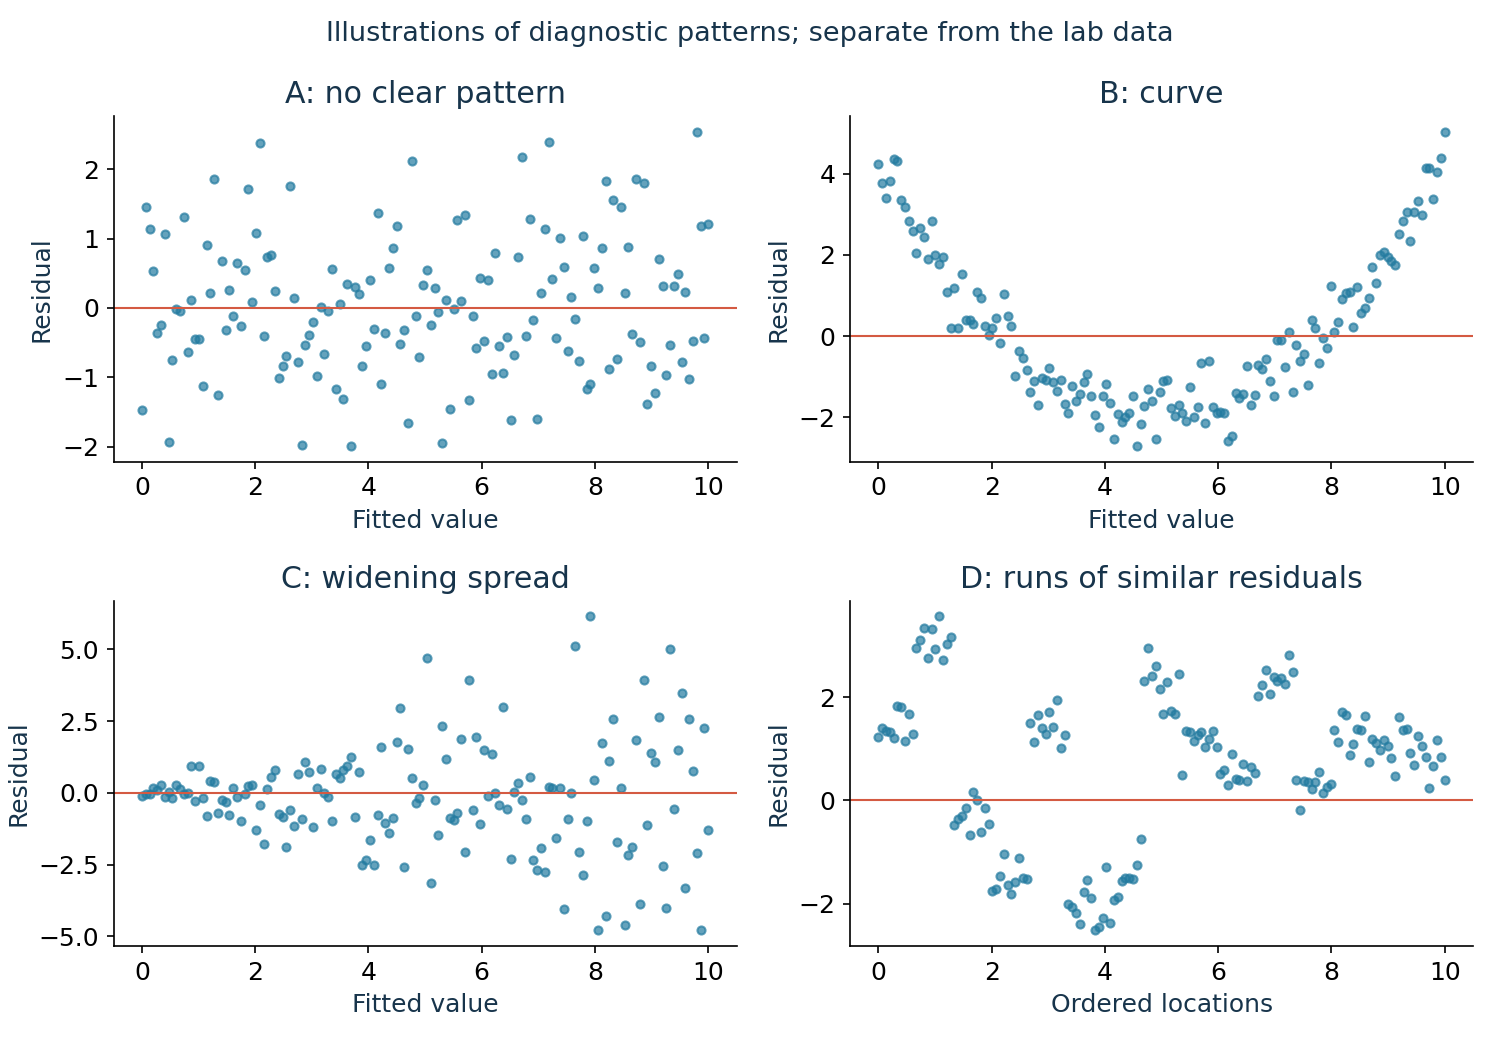 Illustrations of diagnostic patterns; separate from the lab data
A: no clear pattern
Residual
2
1
0
−1
−2
0 2 4 6 8 10
Fitted value
B: curve
Residual
4
2
0
−2
0 2 4 6 8 10
Fitted value
C: widening spread
Residual
5.0
2.5
0.0
−2.5
−5.0
0 2 4 6 8 10
Fitted value
D: runs of similar residuals
Residual
2
0
−2
0 2 4 6 8 10
Ordered locations